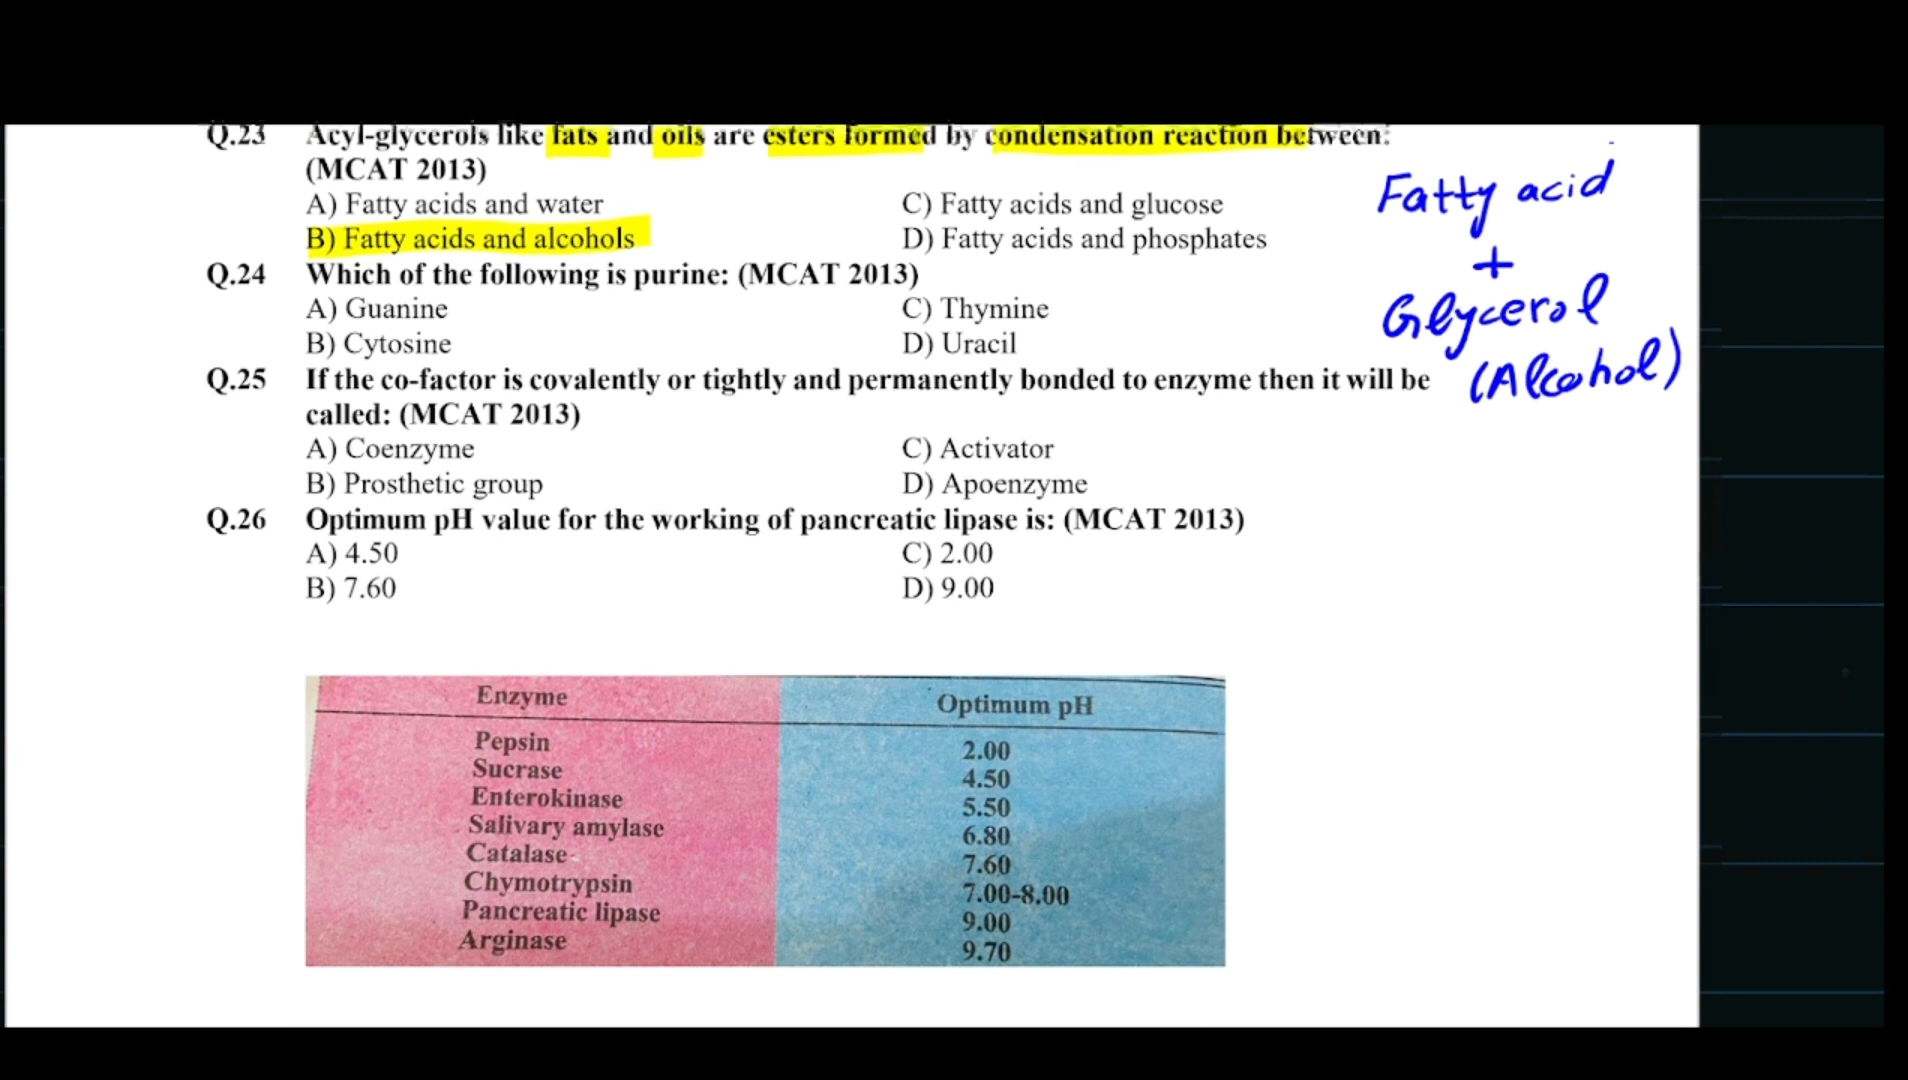 Q.23 Acyl-glycerols like fats and oils are esters formed by condensation reaction between:
(MCAT 2013)
A) Fatty acids and water C) Fatty acids and glucose
B) Fatty acids and alcohols D) Fatty acids and phosphates
Q.24 Which of the following is purine: (MCAT 2013)
A) Guanine C) Thymine
B) Cytosine D) Uracil
Q.25 If the co-factor is covalently or tightly and permanently bonded to enzyme then it will be
called: (MCAT 2013)
A) Coenzyme C) Activator
B) Prosthetic group D) Apoenzyme
Q.26 Optimum pH value for the working of pancreatic lipase is: (MCAT 2013)
A) 4.50 C) 2.00
B) 7.60 D) 9.00
Fatty acid
+
Glycerol
(Alcohol)
Enzyme Optimum pH
Pepsin 2.00
Sucrase 4.50
Enterokinase 5.50
Salivary amylase 6.80
Catalase 7.60
Chymotrypsin 7.00-8.00
Pancreatic lipase 9.00
Arginase 9.70